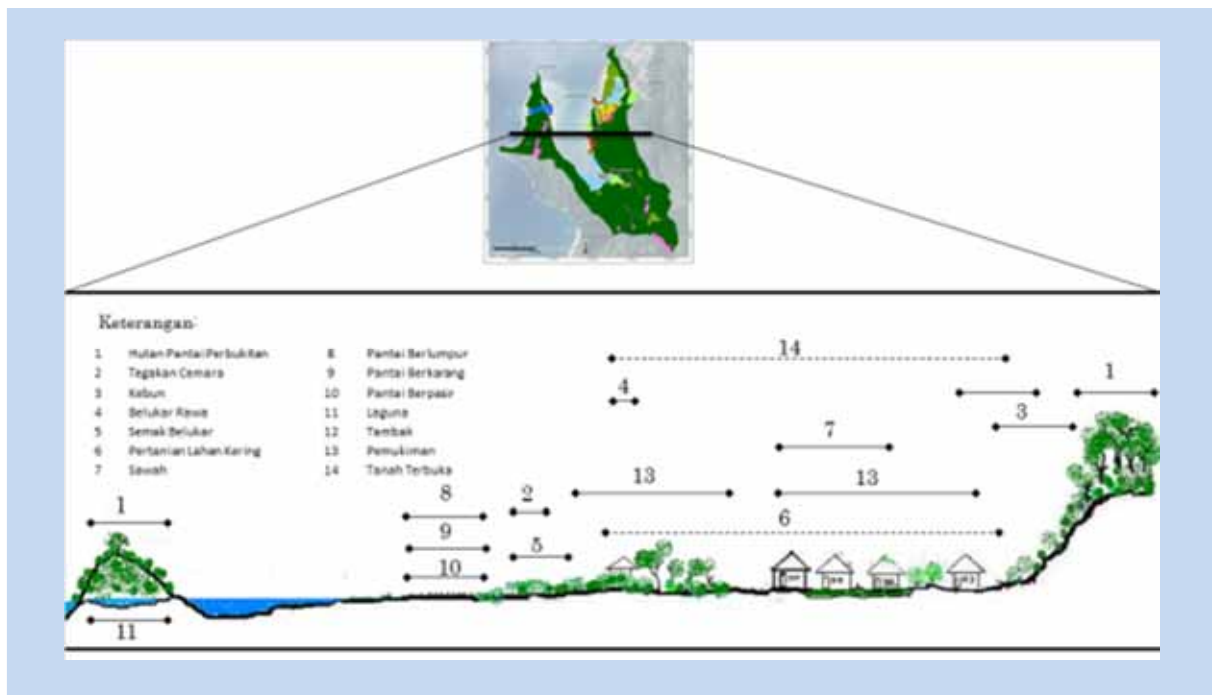 Keterangan:
1 Hutan Pantai Perbukitan
2 Tegakan Cemara
3 Kebun
4 Belukar Rawa
5 Semak Belukar
6 Pertanian Lahan Kering
7 Sawah
8 Pantai Berlumpur
9 Pantai Berkarang
10 Pantai Berpasir
11 Laguna
12 Tambak
13 Pemukiman
14 Tanah Terbuka
14
4
1
3
7
13
13
8
2
1
6
9
5
10
11